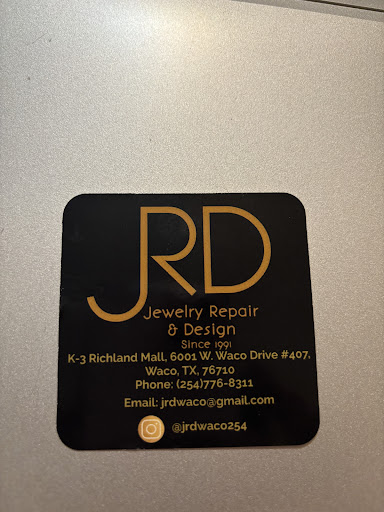 JRD
Jewelry Repair
& Design
Since 1991
K-3 Richland Mall, 6001 W. Waco Drive #407,
Waco, TX, 76710
Phone: (254)776-8311
Email: jrdwaco@gmail.com
@jrdwaco254